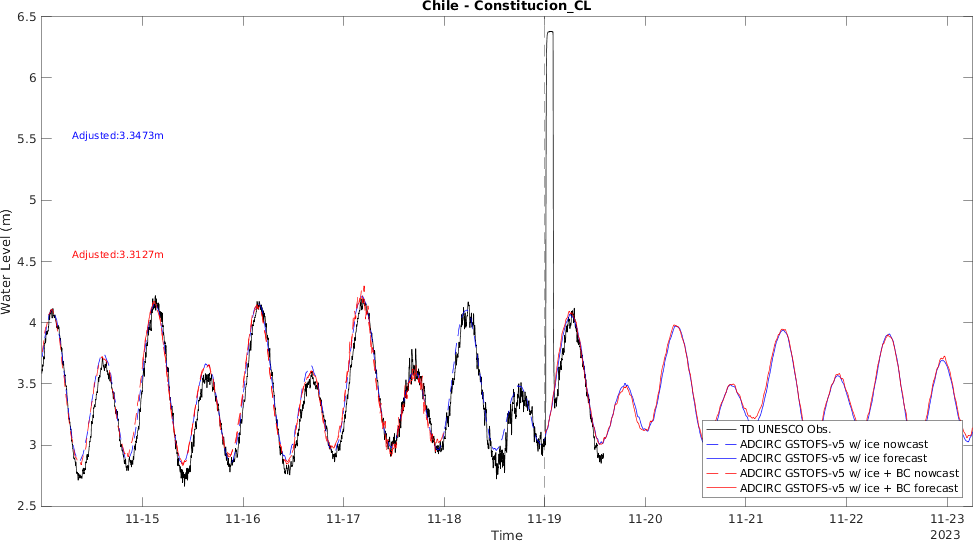 Chile - Constitucion_CL
6.5
6
5.5
5
4.5
4
3.5
3
2.5
Water Level (m)
Adjusted:3.3473m
Adjusted:3.3127m
TD UNESCO Obs.
ADCIRC GSTOFS-v5 w/ ice nowcast
ADCIRC GSTOFS-v5 w/ ice forecast
ADCIRC GSTOFS-v5 w/ ice + BC nowcast
ADCIRC GSTOFS-v5 w/ ice + BC forecast
11-15 11-16 11-17 11-18 11-19 11-20 11-21 11-22 11-23
2023
Time